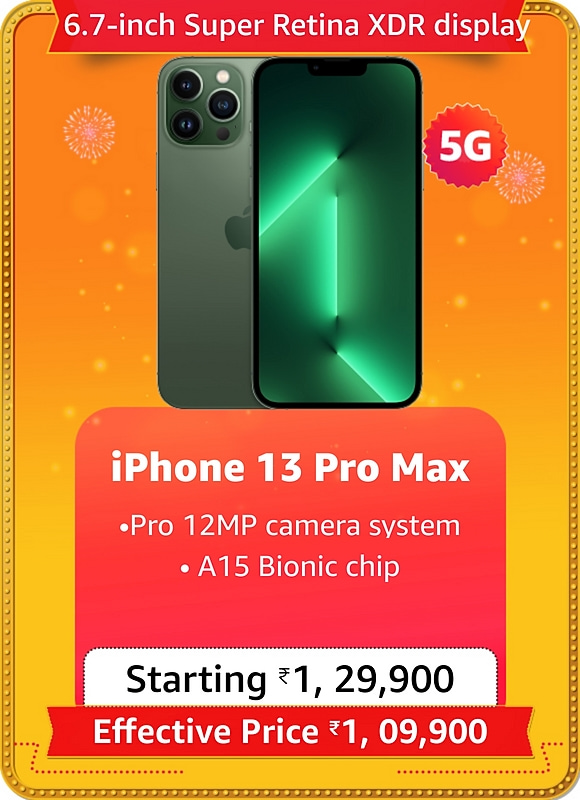 6.7-inch Super Retina XDR display
5G
iPhone 13 Pro Max
•Pro 12MP camera system
• A15 Bionic chip
Starting ₹1, 29,900
Effective Price ₹1, 09,900